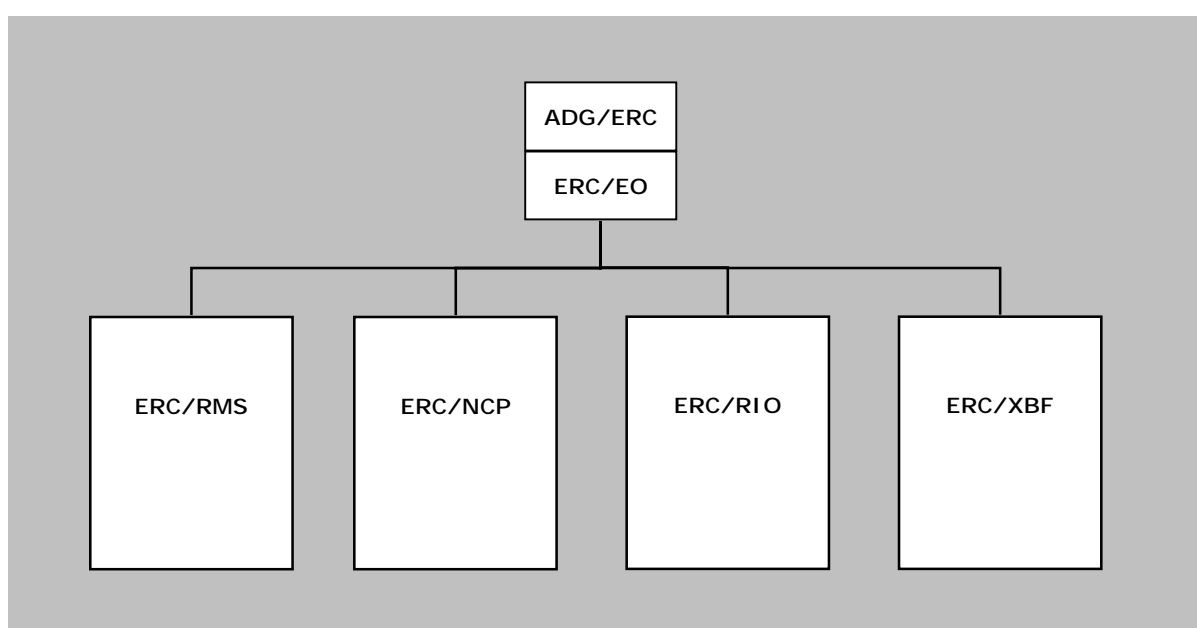 ADG/ERC
ERC/EO
ERC/RMS
ERC/NCP
ERC/RIO
ERC/XBF